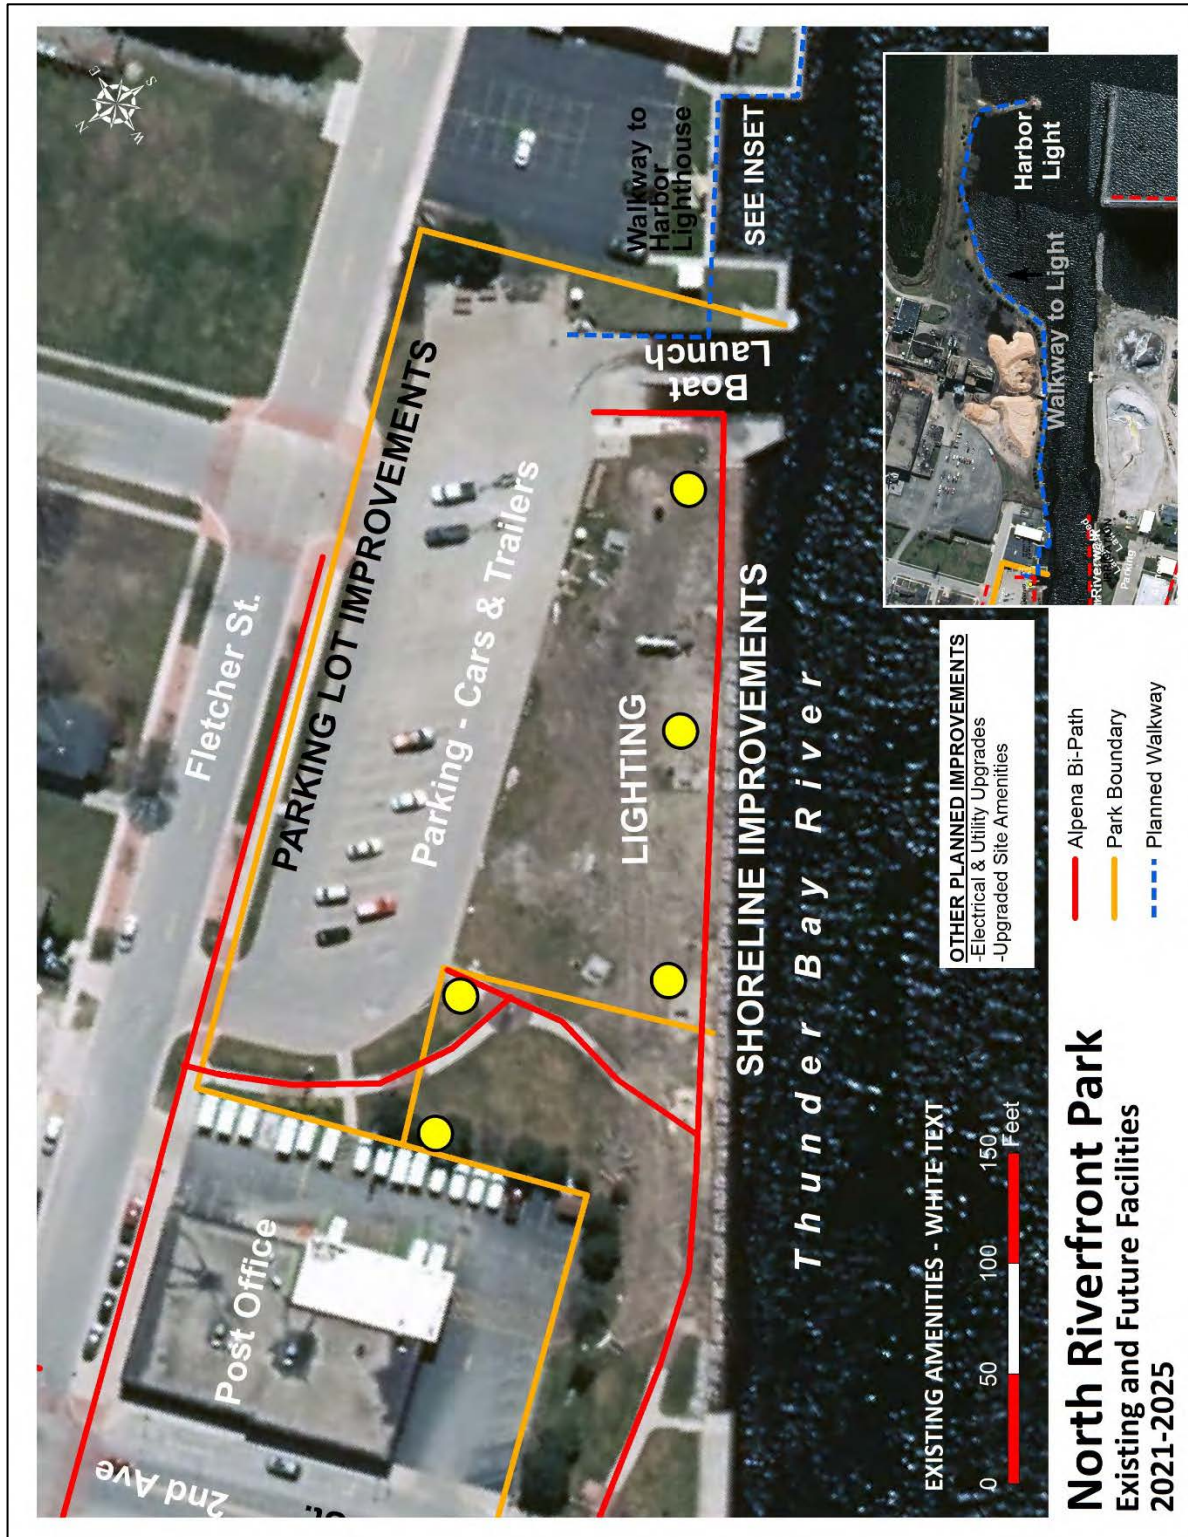 Fletcher St.
PARKING LOT IMPROVEMENTS
Parking - Cars & Trailers
Walkway to
Harbor
Lighthouse
SEE INSET
Boat
Launch
LIGHTING
SHORELINE IMPROVEMENTS
Thunder Bay River
Post Office
2nd Ave
St.
N
E
S
W
Harbor
Light
Walkway to Light
Riverwalk
Parking
OTHER PLANNED IMPROVEMENTS
-Electrical & Utility Upgrades
-Upgraded Site Amenities
EXISTING AMENITIES - WHITE TEXT
0 50 100 150
Feet
North Riverfront Park
Existing and Future Facilities
2021-2025
Alpena Bi-Path
Park Boundary
Planned Walkway